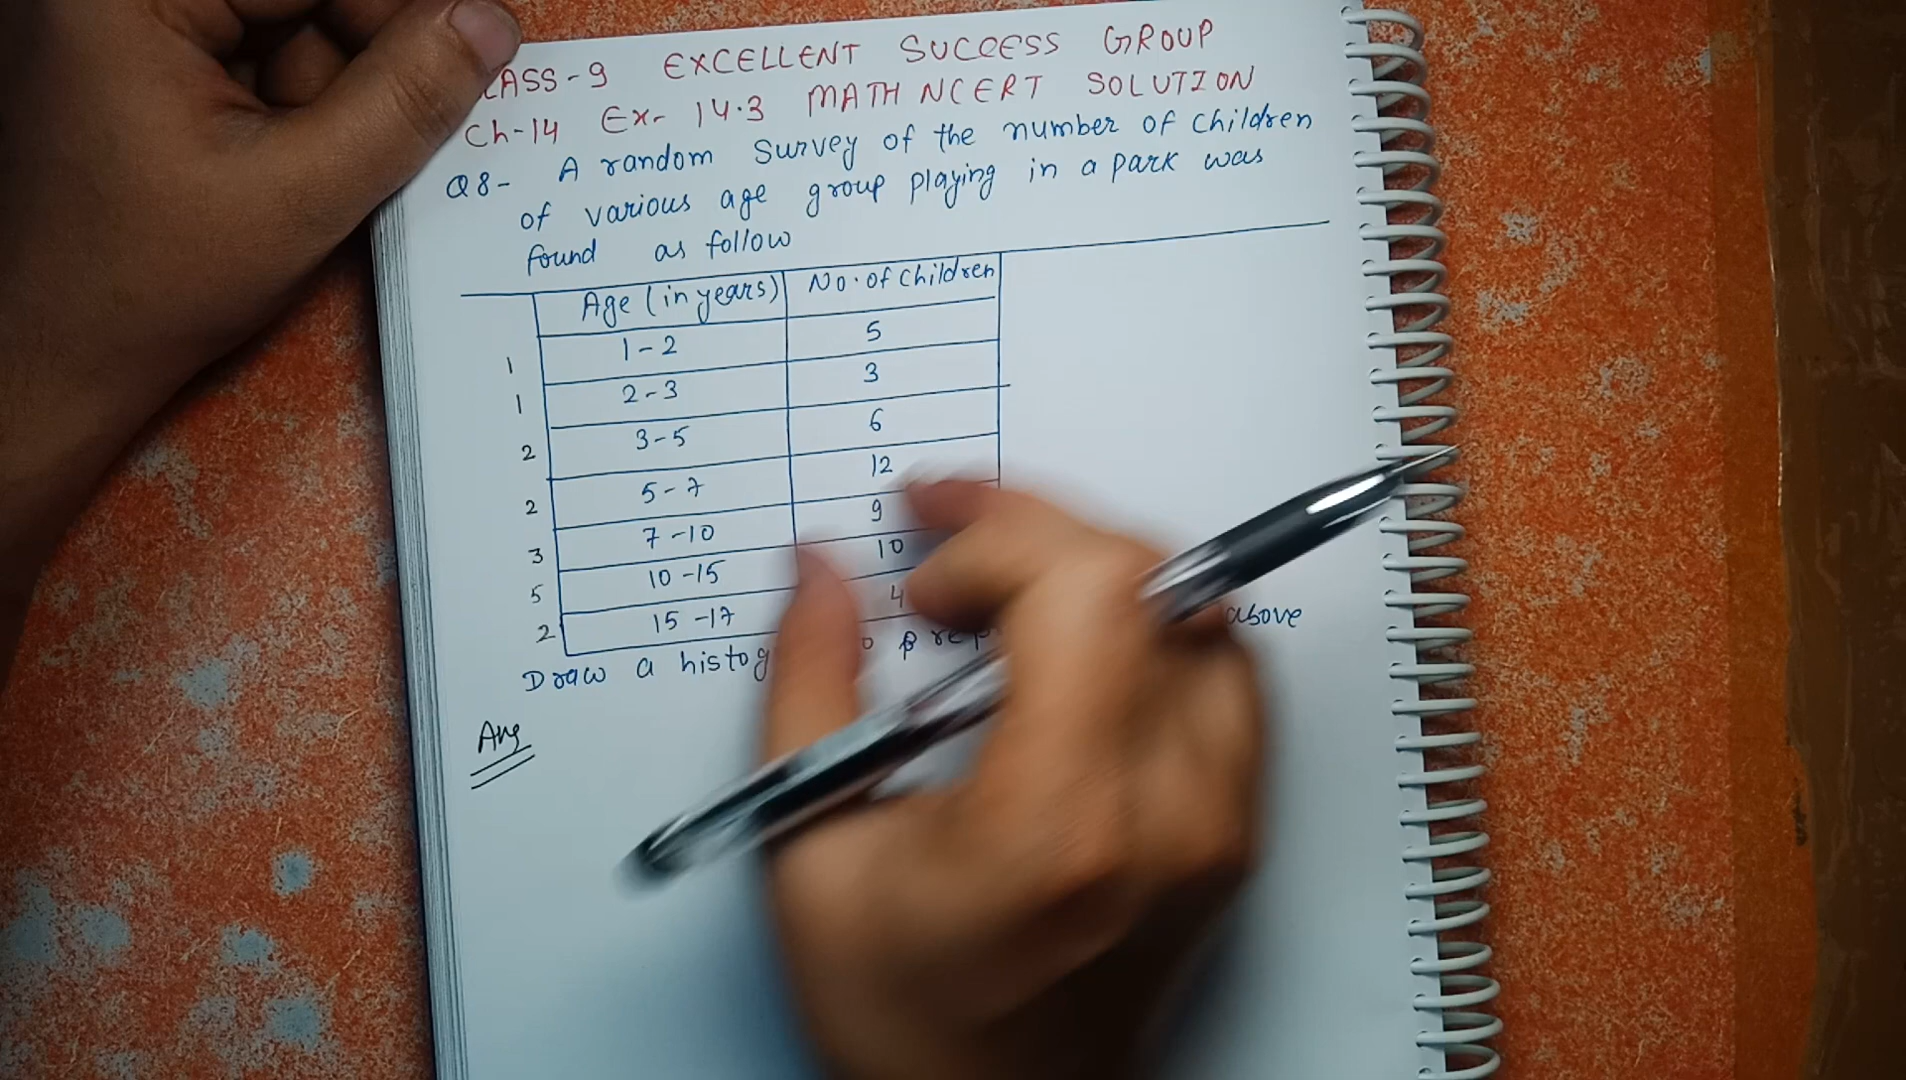 CLASS-9 EXCELLENT SUCCESS GROUP
Ch-14 Ex- 14.3 MATH NCERT SOLUTION
Q8- A random survey of the number of children
of various age group playing in a park was
found as follow
Age (in years) No. of children
1 1-2 5
1 2-3 3
2 3-5 6
2 5-7 12
3 7-10 9
5 10-15 10
2 15-17 4
Draw a above
Ans